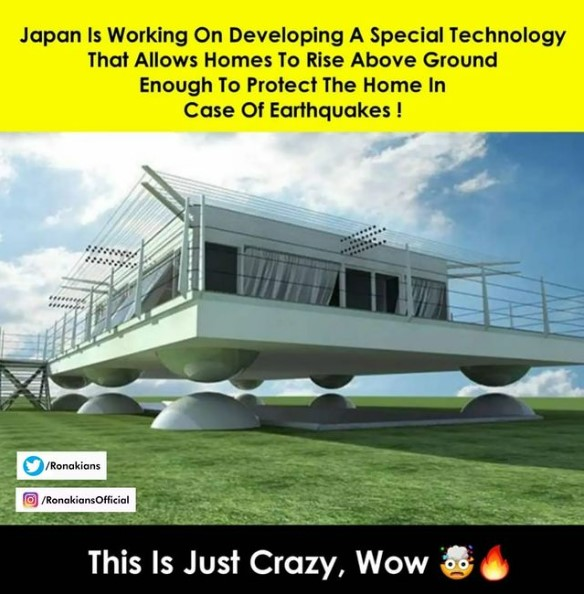 Japan Is Working On Developing A Special Technology
That Allows Homes To Rise Above Ground
Enough To Protect The Home In
Case Of Earthquakes !
/Ronakians
/RonakiansOfficial
This Is Just Crazy, Wow 🤯🔥